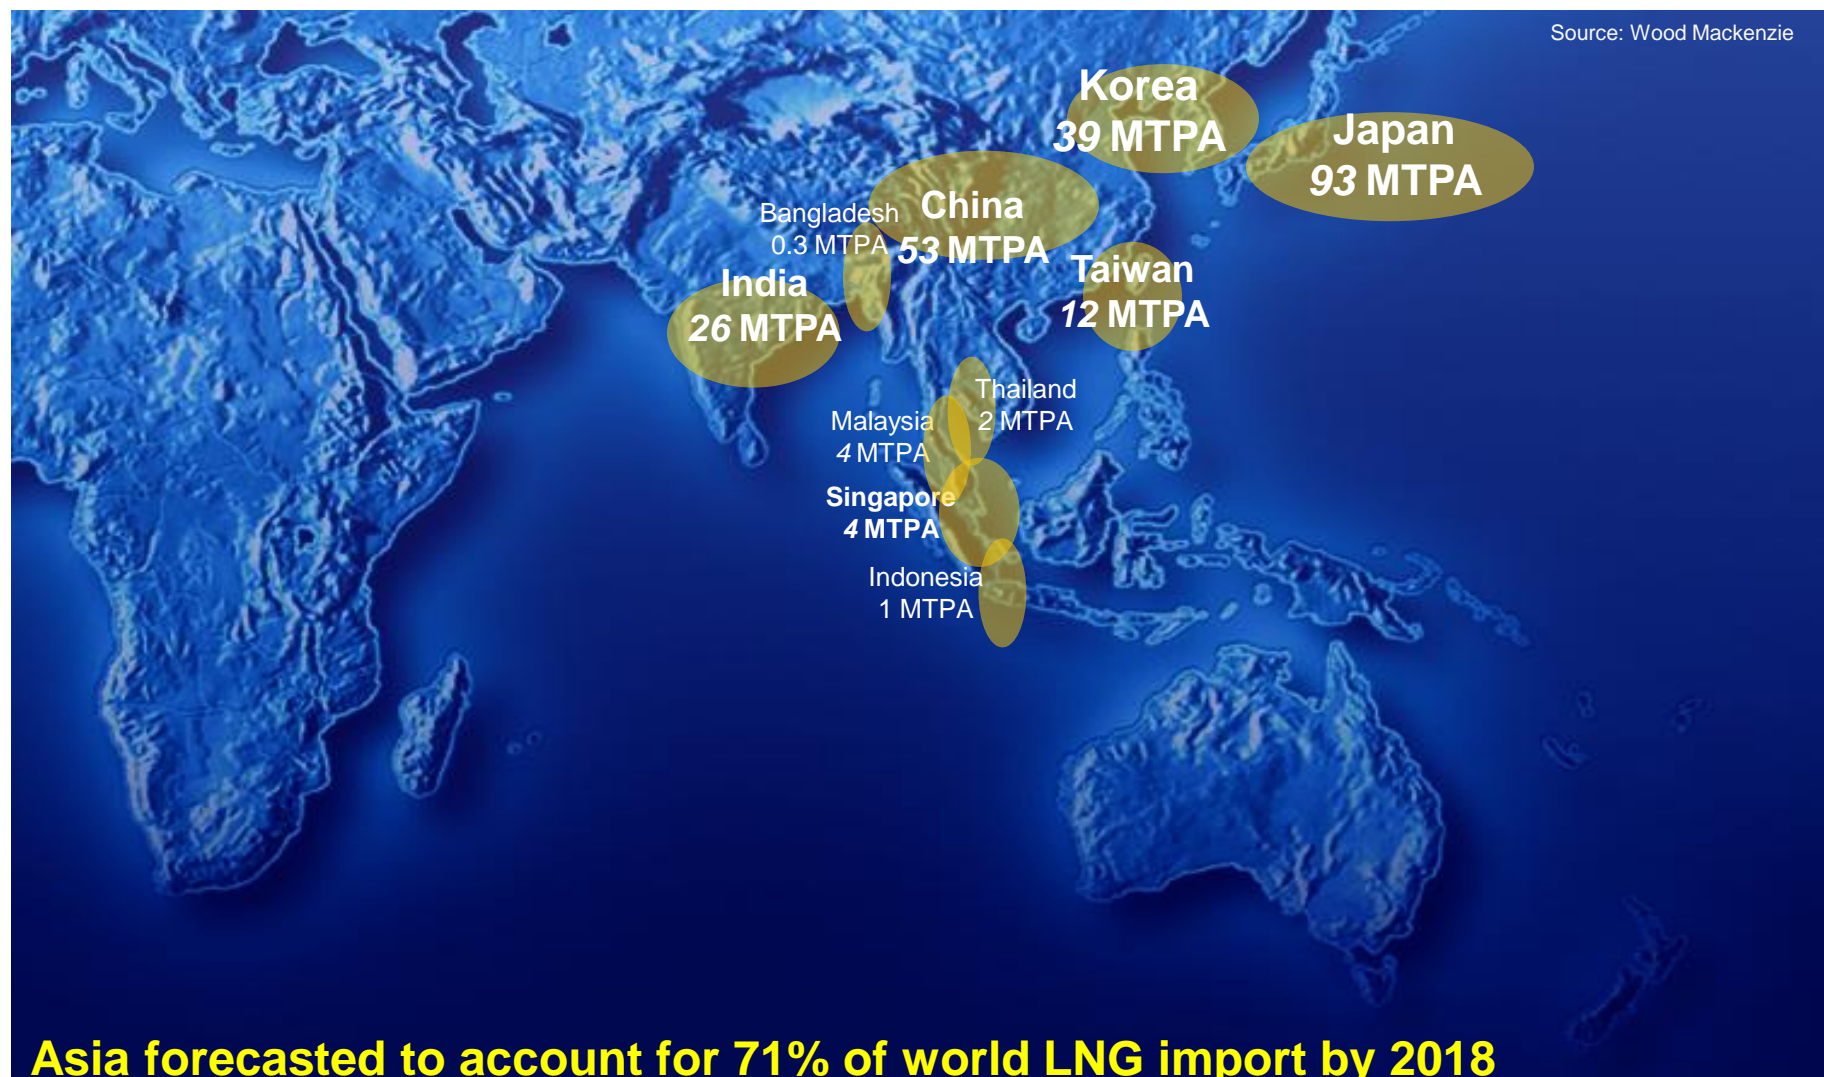 Source: Wood Mackenzie
Korea
39 MTPA
Japan
93 MTPA
China
53 MTPA
Bangladesh
0.3 MTPA
India
26 MTPA
Taiwan
12 MTPA
Thailand
2 MTPA
Malaysia
4 MTPA
Singapore
4 MTPA
Indonesia
1 MTPA
Asia forecasted to account for 71% of world LNG import by 2018